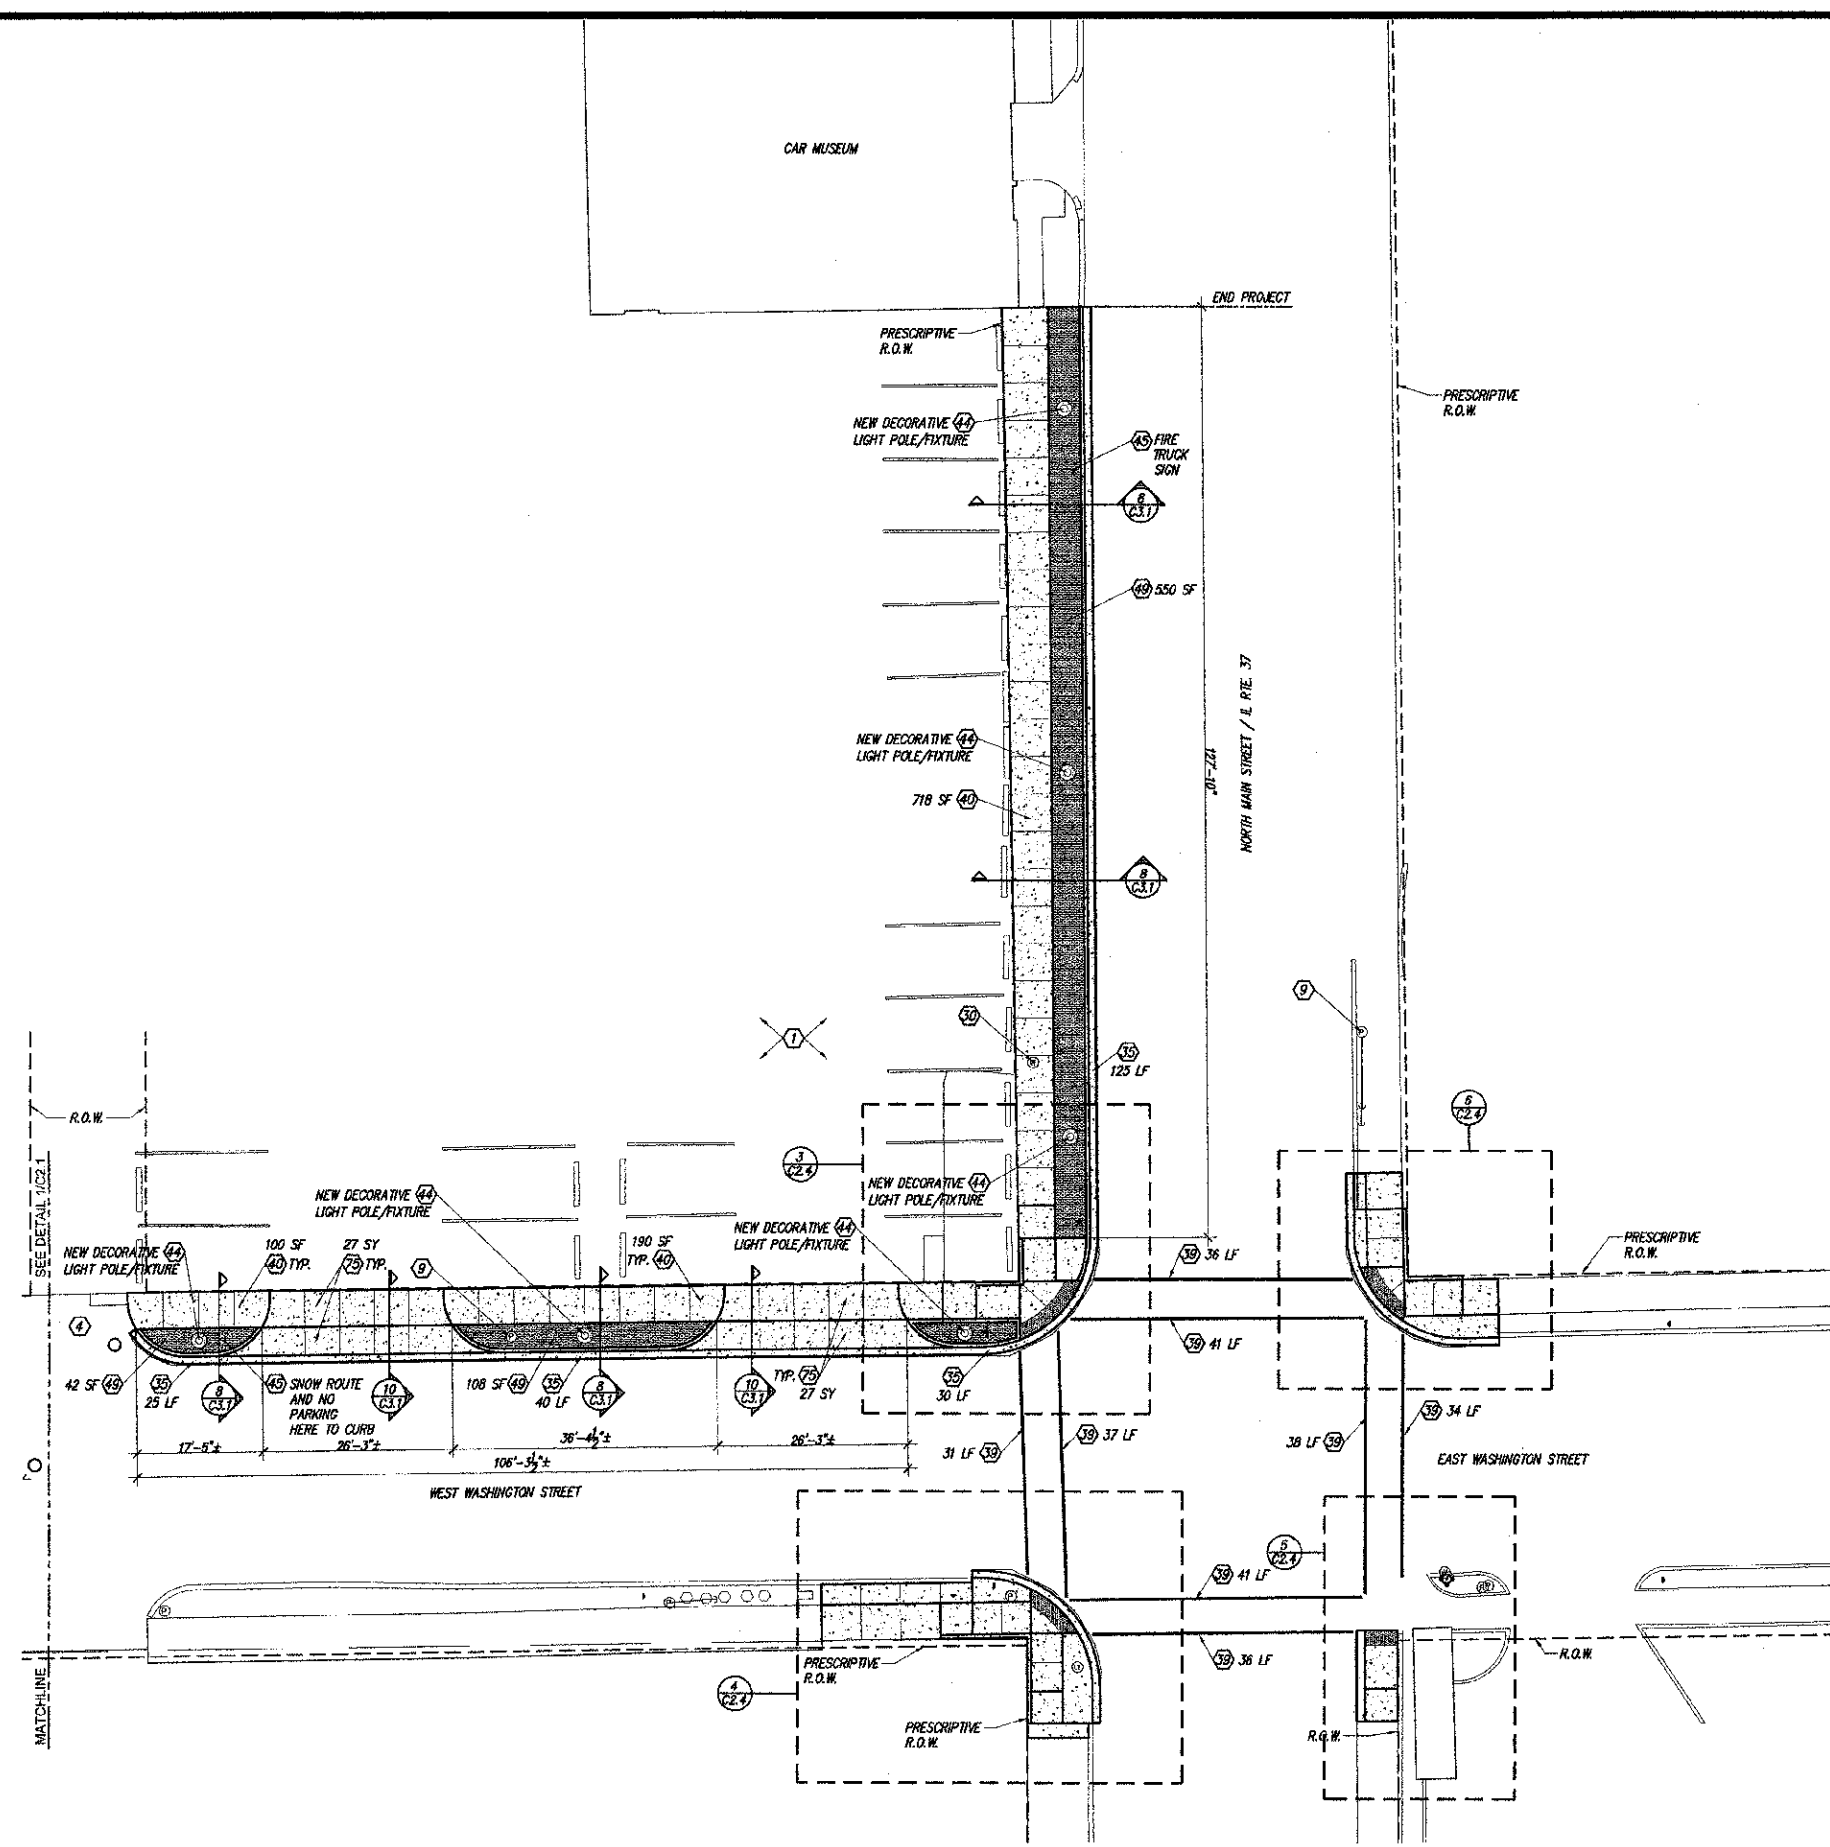 CAR MUSEUM
END PROJECT
PRESCRIPTIVE
R.O.W.
PRESCRIPTIVE
R.O.W.
NEW DECORATIVE 44
LIGHT POLE/FIXTURE
45 FIRE
TRUCK
SIGN
8
C3.1
49 550 SF
NORTH MAIN STREET / IL RTE. 37
127'-10"
NEW DECORATIVE 44
LIGHT POLE/FIXTURE
718 SF 40
8
C3.1
9
30
1
35
125 LF
R.O.W.
6
C2.4
3
C2.4
SEE DETAIL 1/C2.1
NEW DECORATIVE 44
LIGHT POLE/FIXTURE
NEW DECORATIVE 44
LIGHT POLE/FIXTURE
NEW DECORATIVE 44
LIGHT POLE/FIXTURE
NEW DECORATIVE 44
LIGHT POLE/FIXTURE
100 SF
40 TYP.
27 SY
75 TYP.
9
190 SF
TYP. 40
39 36 LF
PRESCRIPTIVE
R.O.W.
4
39 41 LF
42 SF 49
35
25 LF
8
C3.1
45 SNOW ROUTE
AND NO
PARKING
HERE TO CURB
10
C3.1
108 SF 49
35
40 LF
8
C3.1
10
C3.1
TYP. 75
27 SY
35
30 LF
39 34 LF
17'-5"±
26'-3"±
36'-4½"±
26'-3"±
31 LF 39
39 37 LF
38 LF 39
106'-3½"±
EAST WASHINGTON STREET
WEST WASHINGTON STREET
5
C2.4
39 41 LF
39 36 LF
R.O.W.
PRESCRIPTIVE
R.O.W.
4
C2.4
MATCHLINE
PRESCRIPTIVE
R.O.W.
R.O.W.